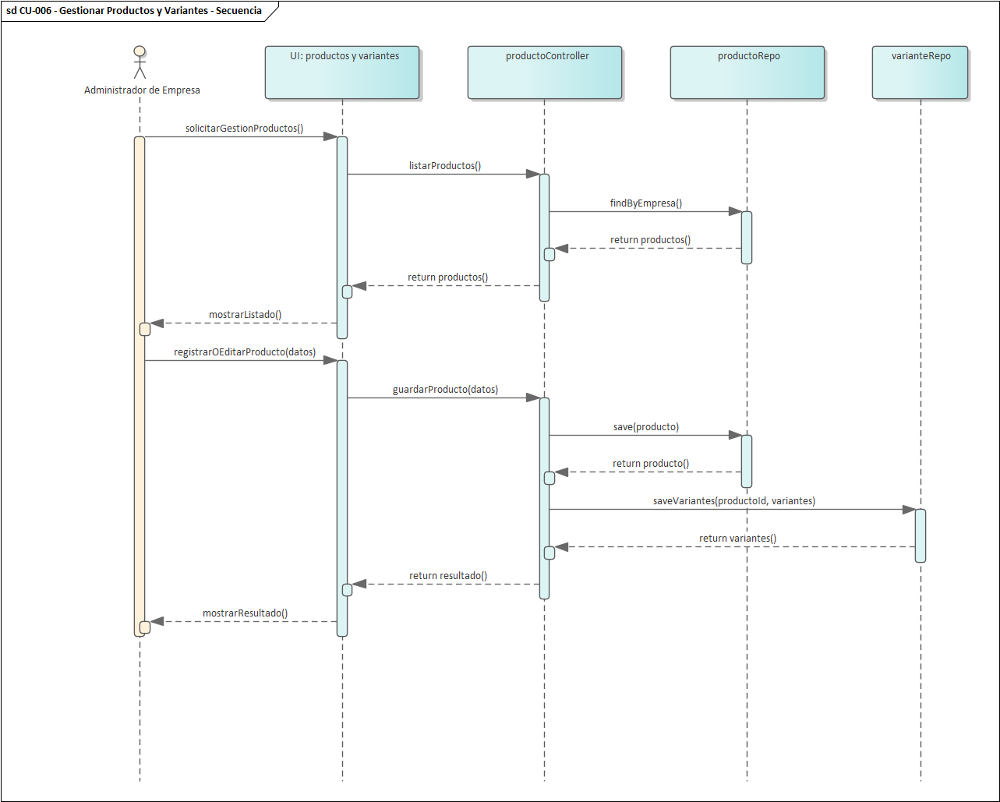 sd CU-006 - Gestionar Productos y Variantes - Secuencia
Administrador de Empresa
UI: productos y variantes
productoController
productoRepo
varianteRepo
solicitarGestionProductos()
listarProductos()
findByEmpresa()
return productos()
return productos()
mostrarListado()
registrarOEditarProducto(datos)
guardarProducto(datos)
save(producto)
return producto()
saveVariantes(productoId, variantes)
return variantes()
return resultado()
mostrarResultado()